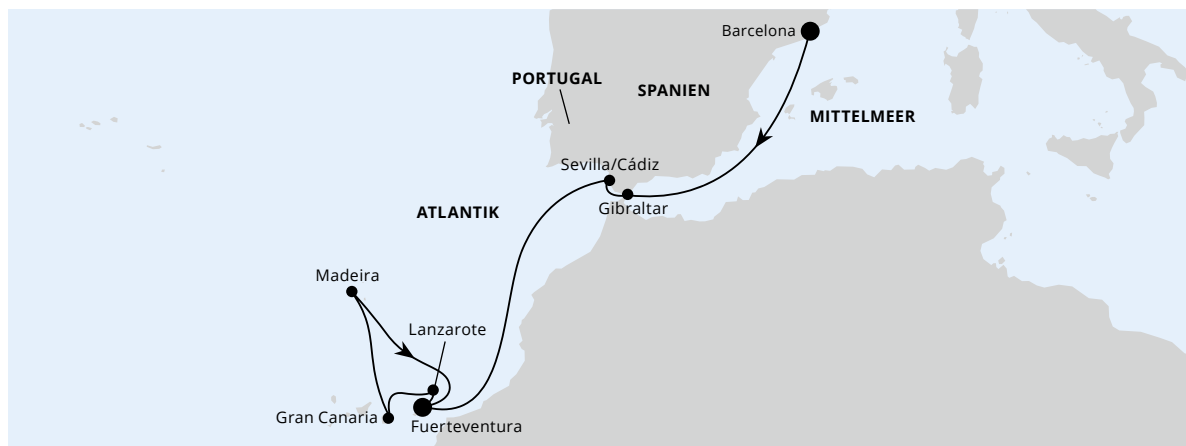 Barcelona
PORTUGAL
SPANIEN
MITTELMEER
Sevilla/Cádiz
Gibraltar
ATLANTIK
Madeira
Lanzarote
Gran Canaria
Fuerteventura